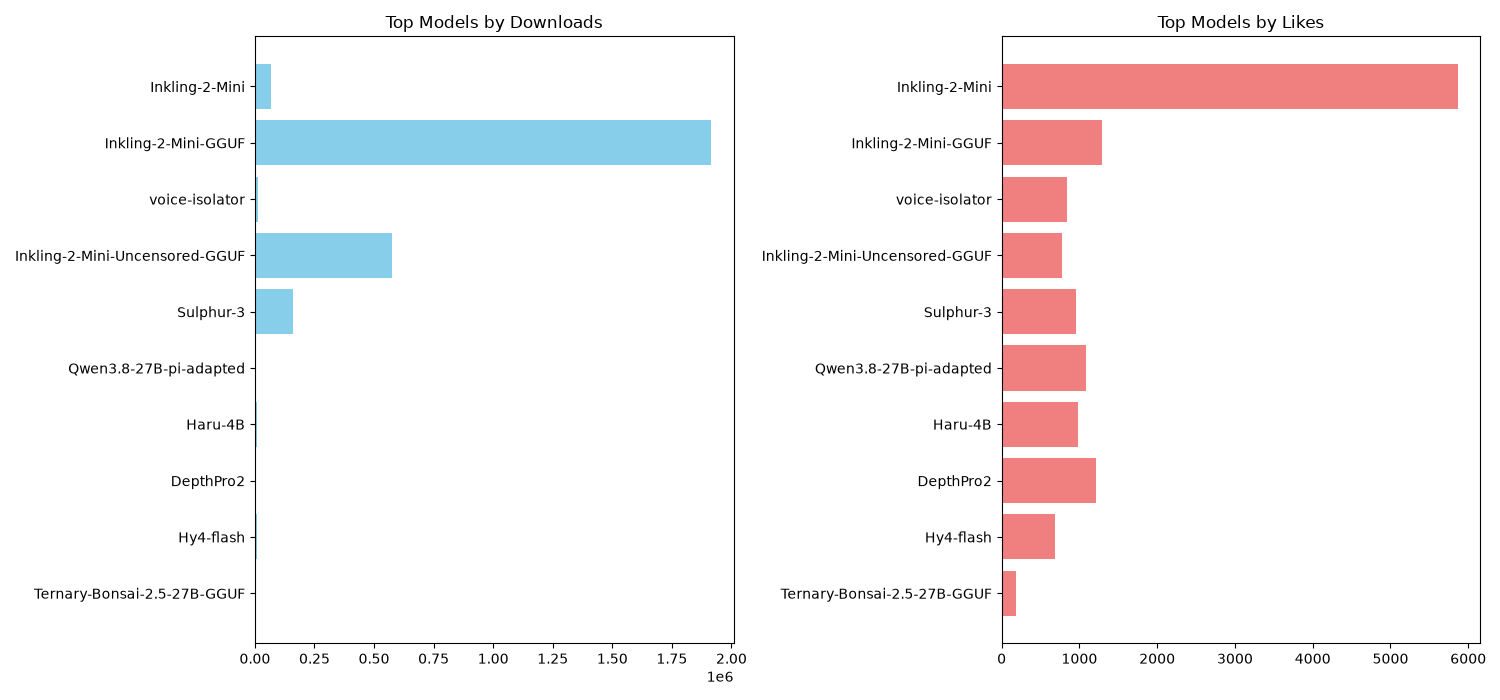 Top Models by Downloads
Inkling-2-Mini
Inkling-2-Mini-GGUF
voice-isolator
Inkling-2-Mini-Uncensored-GGUF
Sulphur-3
Qwen3.8-27B-pi-adapted
Haru-4B
DepthPro2
Hy4-flash
Ternary-Bonsai-2.5-27B-GGUF
0.00 0.25 0.50 0.75 1.00 1.25 1.50 1.75 2.00
1e6
Top Models by Likes
Inkling-2-Mini
Inkling-2-Mini-GGUF
voice-isolator
Inkling-2-Mini-Uncensored-GGUF
Sulphur-3
Qwen3.8-27B-pi-adapted
Haru-4B
DepthPro2
Hy4-flash
Ternary-Bonsai-2.5-27B-GGUF
0 1000 2000 3000 4000 5000 6000